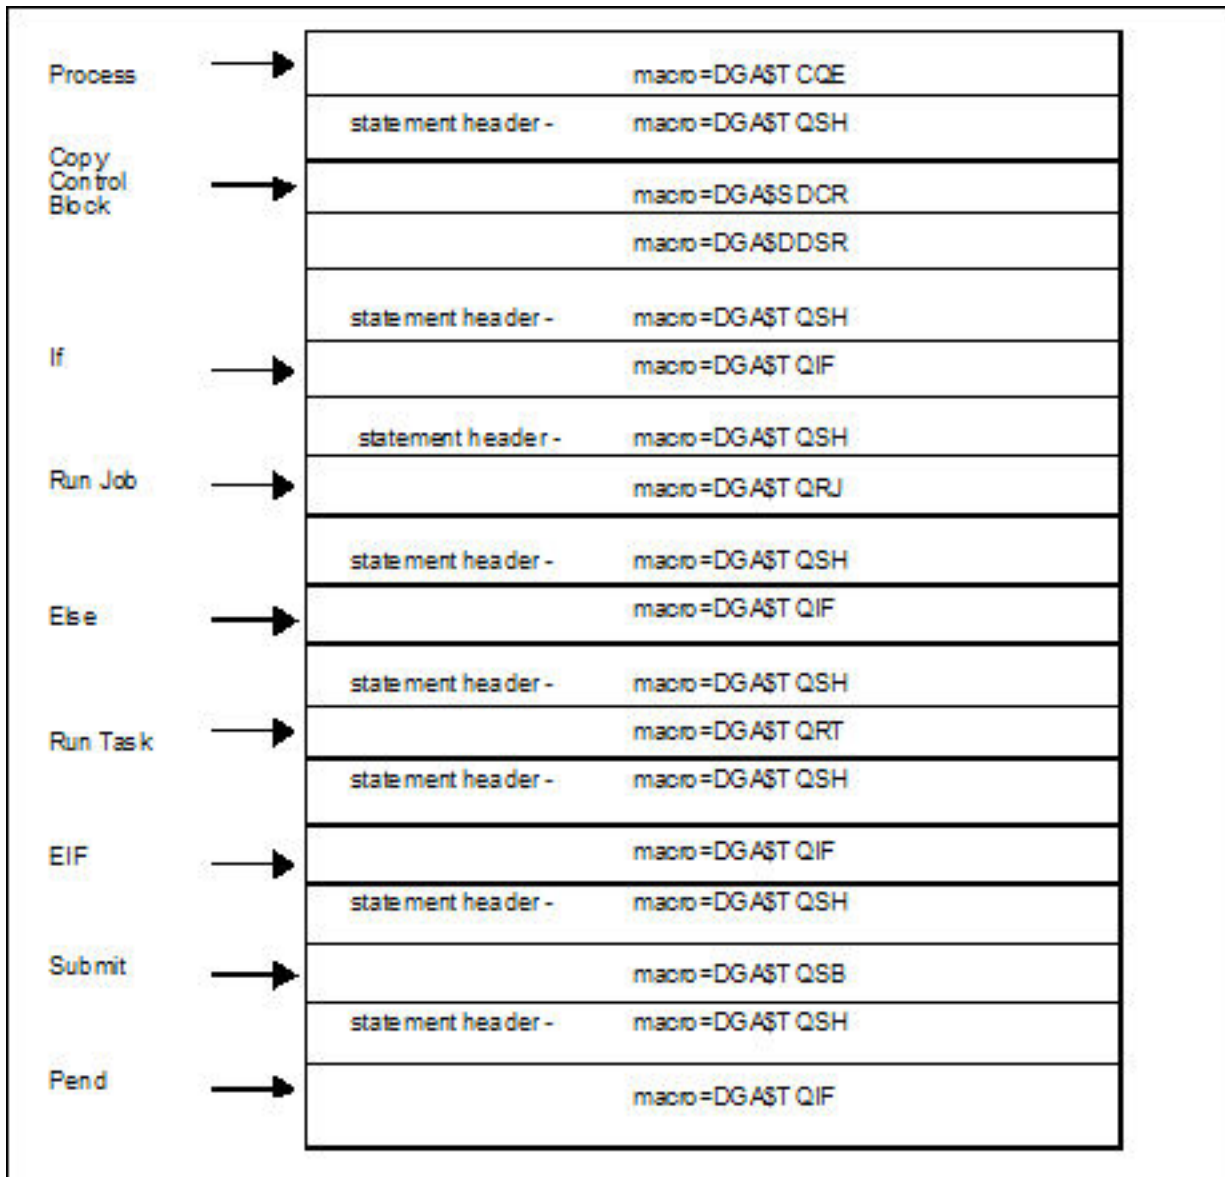 Process
macro=DGA$TCQE
statement header - macro=DGA$TQSH
Copy
Control
Block
macro=DGA$SDCR
macro=DGA$DDSR
statement header - macro=DGA$TQSH
If
macro=DGA$TQIF
statement header - macro=DGA$TQSH
Run Job
macro=DGA$TQRJ
statement header - macro=DGA$TQSH
Else
macro=DGA$TQIF
statement header - macro=DGA$TQSH
Run Task
macro=DGA$TQRT
statement header - macro=DGA$TQSH
EIF
macro=DGA$TQIF
statement header - macro=DGA$TQSH
Submit
macro=DGA$TQSB
statement header - macro=DGA$TQSH
Pend
macro=DGA$TQIF